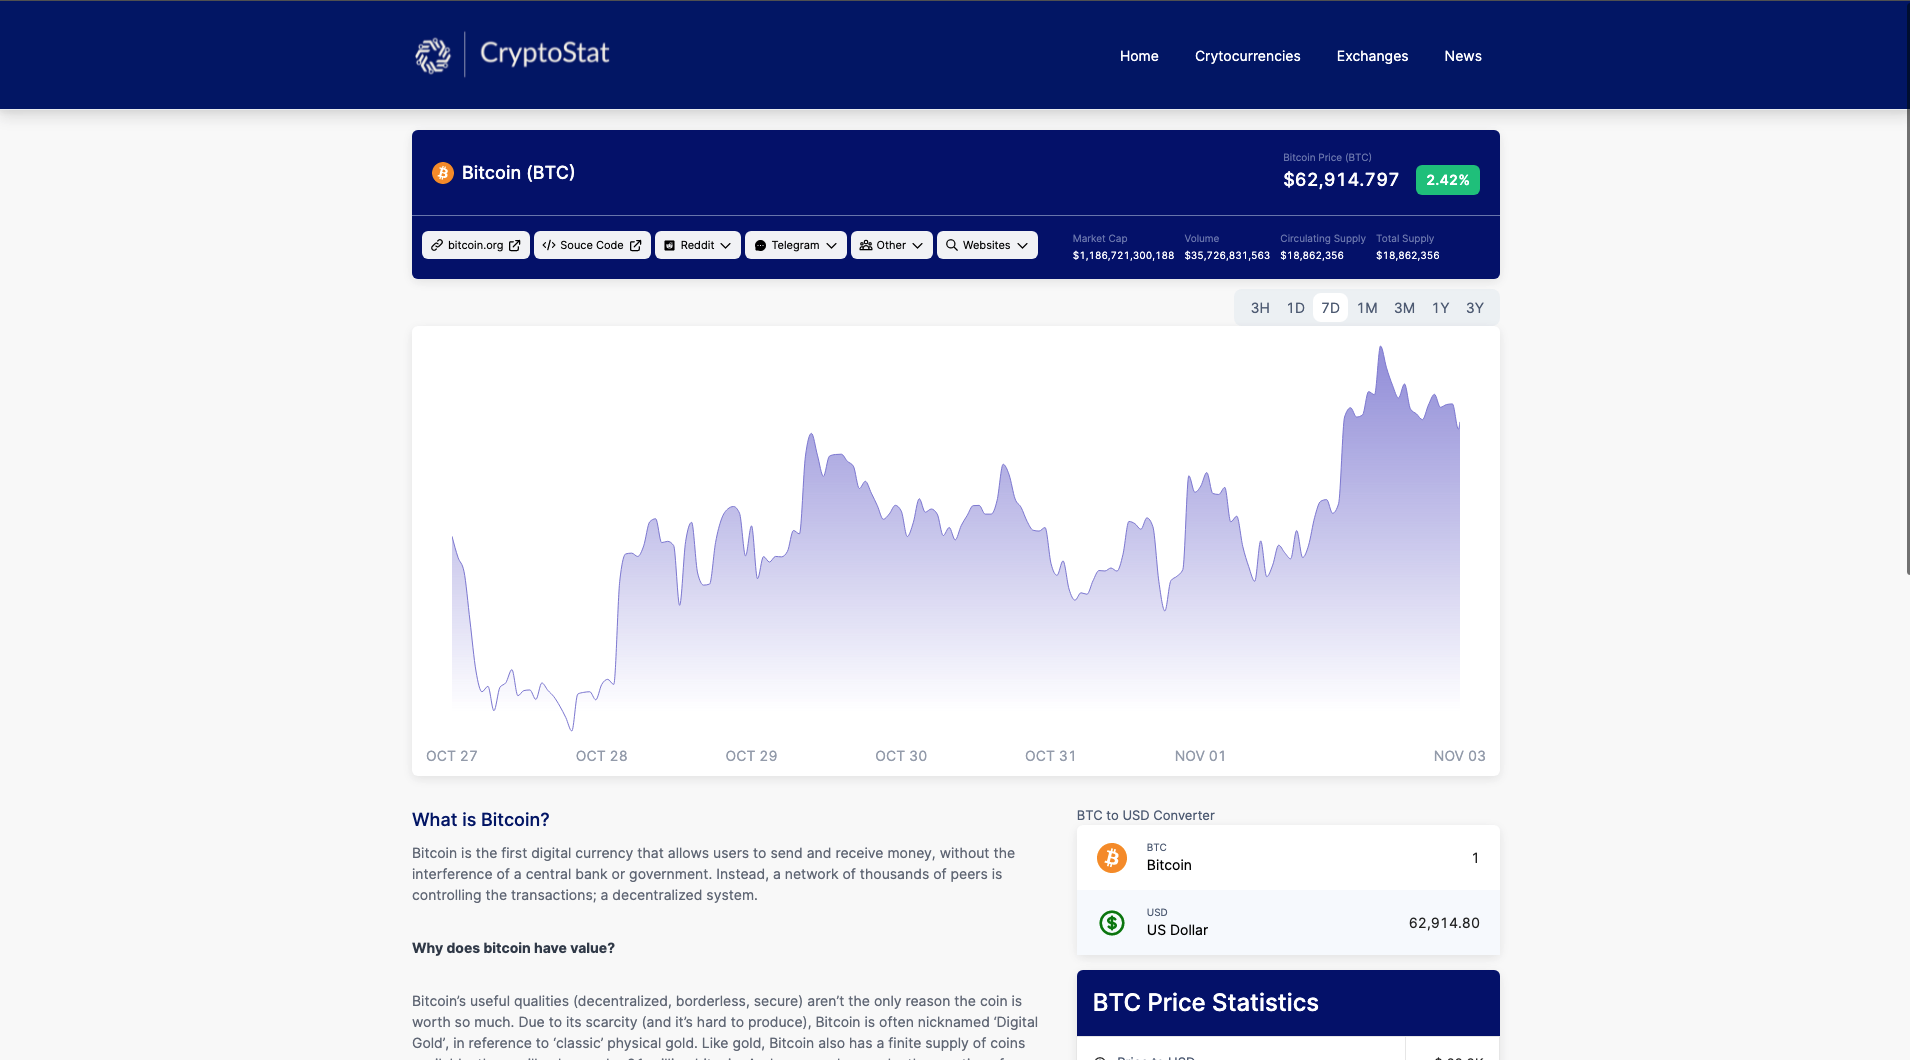 CryptoStat
Home Crytocurrencies Exchanges News
Bitcoin (BTC)
Bitcoin Price (BTC)
$62,914.797 2.42%
bitcoin.org Souce Code Reddit Telegram Other Websites
Market Cap Volume Circulating Supply Total Supply
$1,186,721,300,188 $35,726,831,563 $18,862,356 $18,862,356
3H 1D 7D 1M 3M 1Y 3Y
OCT 27 OCT 28 OCT 29 OCT 30 OCT 31 NOV 01 NOV 03
What is Bitcoin?
Bitcoin is the first digital currency that allows users to send and receive money, without the
interference of a central bank or government. Instead, a network of thousands of peers is
controlling the transactions; a decentralized system.
Why does bitcoin have value?
Bitcoin’s useful qualities (decentralized, borderless, secure) aren’t the only reason the coin is
worth so much. Due to its scarcity (and it’s hard to produce), Bitcoin is often nicknamed ‘Digital
Gold’, in reference to ‘classic’ physical gold. Like gold, Bitcoin also has a finite supply of coins
BTC to USD Converter
BTC
Bitcoin 1
USD
US Dollar 62,914.80
BTC Price Statistics
Price to USD